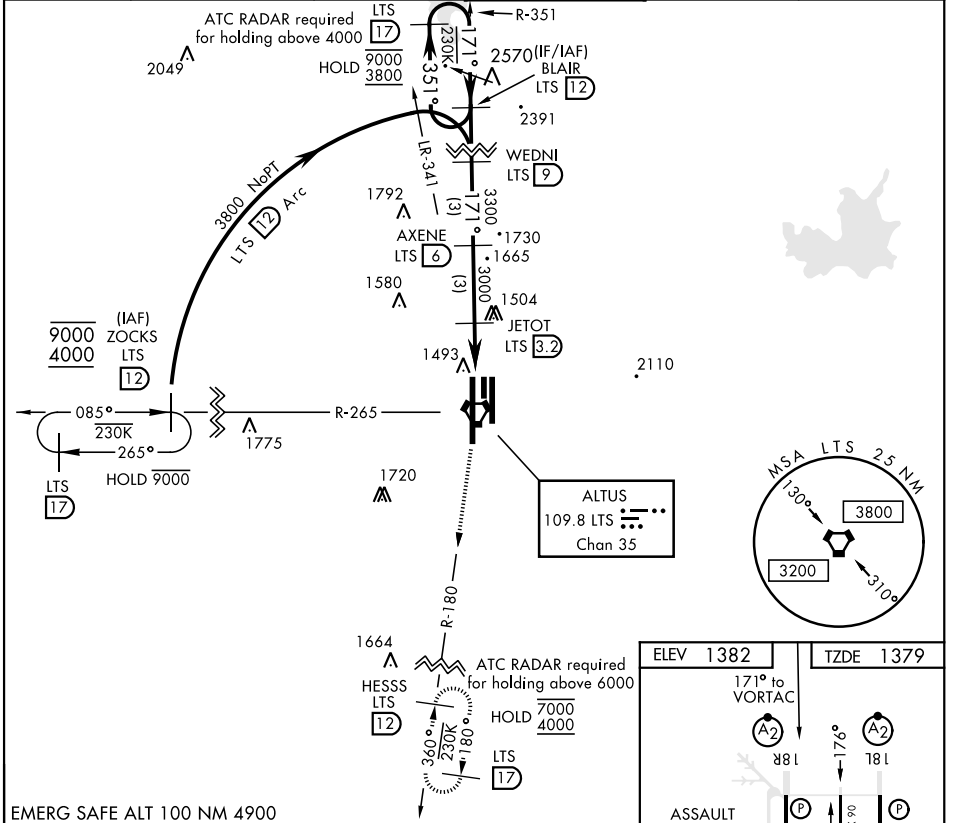 LTS
17
R-351
ATC RADAR required
for holding above 4000
HOLD
9000
3800
2049
230K
171°
351°
2570
(IF/IAF)
BLAIR
LTS 12
2391
LR-341
WEDNI
LTS 9
3800 NoPT
LTS 12 Arc
1792
3300
171°
(3)
1730
AXENE
LTS 6
1665
1580
(3)
3000
1504
(IAF)
ZOCKS
LTS
12
9000
4000
JETOT
LTS 3.2
1493
2110
085°
230K
265°
R-265
HOLD 9000
LTS
17
1775
1720
ALTUS
109.8 LTS
Chan 35
MSA LTS 25 NM
130°
3800
3200
310°
R-180
1664
ATC RADAR required
for holding above 6000
HESSS
LTS
12
HOLD
7000
4000
360°
230K
180°
LTS
17
ELEV 1382
TZDE 1379
171° to
VORTAC
A2
A2
176°
18R
18L
ASSAULT
P
P
EMERG SAFE ALT 100 NM 4900